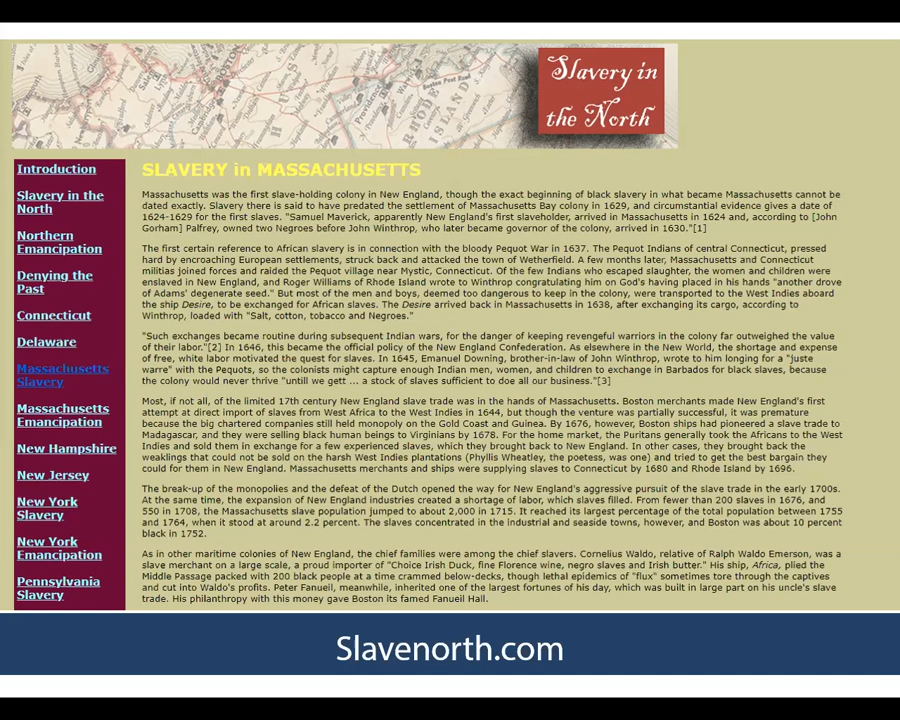 Slavery in
the North
Boston Post Road
RHODE
ISLAND
Introduction
Slavery in the
North
Northern
Emancipation
Denying the
Past
Connecticut
Delaware
Massachusetts
Slavery
Massachusetts
Emancipation
New Hampshire
New Jersey
New York
Slavery
New York
Emancipation
Pennsylvania
Slavery
SLAVERY in MASSACHUSETTS
Massachusetts was the first slave-holding colony in New England, though the exact beginning of black slavery in what became Massachusetts cannot be
dated exactly. Slavery there is said to have predated the settlement of Massachusetts Bay colony in 1629, and circumstantial evidence gives a date of
1624-1629 for the first slaves. "Samuel Maverick, apparently New England's first slaveholder, arrived in Massachusetts in 1624 and, according to [John
Gorham] Palfrey, owned two Negroes before John Winthrop, who later became governor of the colony, arrived in 1630."[1]
The first certain reference to African slavery is in connection with the bloody Pequot War in 1637. The Pequot Indians of central Connecticut, pressed
hard by encroaching European settlements, struck back and attacked the town of Wetherfield. A few months later, Massachusetts and Connecticut
militias joined forces and raided the Pequot village near Mystic, Connecticut. Of the few Indians who escaped slaughter, the women and children were
enslaved in New England, and Roger Williams of Rhode Island wrote to Winthrop congratulating him on God's having placed in his hands "another drove
of Adams' degenerate seed." But most of the men and boys, deemed too dangerous to keep in the colony, were transported to the West Indies aboard
the ship Desire, to be exchanged for African slaves. The Desire arrived back in Massachusetts in 1638, after exchanging its cargo, according to
Winthrop, loaded with "Salt, cotton, tobacco and Negroes."
"Such exchanges became routine during subsequent Indian wars, for the danger of keeping revengeful warriors in the colony far outweighed the value
of their labor."[2] In 1646, this became the official policy of the New England Confederation. As elsewhere in the New World, the shortage and expense
of free, white labor motivated the quest for slaves. In 1645, Emanuel Downing, brother-in-law of John Winthrop, wrote to him longing for a "juste
warre" with the Pequots, so the colonists might capture enough Indian men, women, and children to exchange in Barbados for black slaves, because
the colony would never thrive "untill we gett ... a stock of slaves sufficient to doe all our business."[3]
Most, if not all, of the limited 17th century New England slave trade was in the hands of Massachusetts. Boston merchants made New England's first
attempt at direct import of slaves from West Africa to the West Indies in 1644, but though the venture was partially successful, it was premature
because the big chartered companies still held monopoly on the Gold Coast and Guinea. By 1676, however, Boston ships had pioneered a slave trade to
Madagascar, and they were selling black human beings to Virginians by 1678. For the home market, the Puritans generally took the Africans to the West
Indies and sold them in exchange for a few experienced slaves, which they brought back to New England. In other cases, they brought back the
weaklings that could not be sold on the harsh West Indies plantations (Phyllis Wheatley, the poetess, was one) and tried to get the best bargain they
could for them in New England. Massachusetts merchants and ships were supplying slaves to Connecticut by 1680 and Rhode Island by 1696.
The break-up of the monopolies and the defeat of the Dutch opened the way for New England's aggressive pursuit of the slave trade in the early 1700s.
At the same time, the expansion of New England industries created a shortage of labor, which slaves filled. From fewer than 200 slaves in 1676, and
550 in 1708, the Massachusetts slave population jumped to about 2,000 in 1715. It reached its largest percentage of the total population between 1755
and 1764, when it stood at around 2.2 percent. The slaves concentrated in the industrial and seaside towns, however, and Boston was about 10 percent
black in 1752.
As in other maritime colonies of New England, the chief families were among the chief slavers. Cornelius Waldo, relative of Ralph Waldo Emerson, was a
slave merchant on a large scale, a proud importer of "Choice Irish Duck, fine Florence wine, negro slaves and Irish butter." His ship, Africa, plied the
Middle Passage packed with 200 black people at a time crammed below-decks, though lethal epidemics of "flux" sometimes tore through the captives
and cut into Waldo's profits. Peter Fanueil, meanwhile, inherited one of the largest fortunes of his day, which was built in large part on his uncle's slave
trade. His philanthropy with this money gave Boston its famed Fanueil Hall.
Slavenorth.com